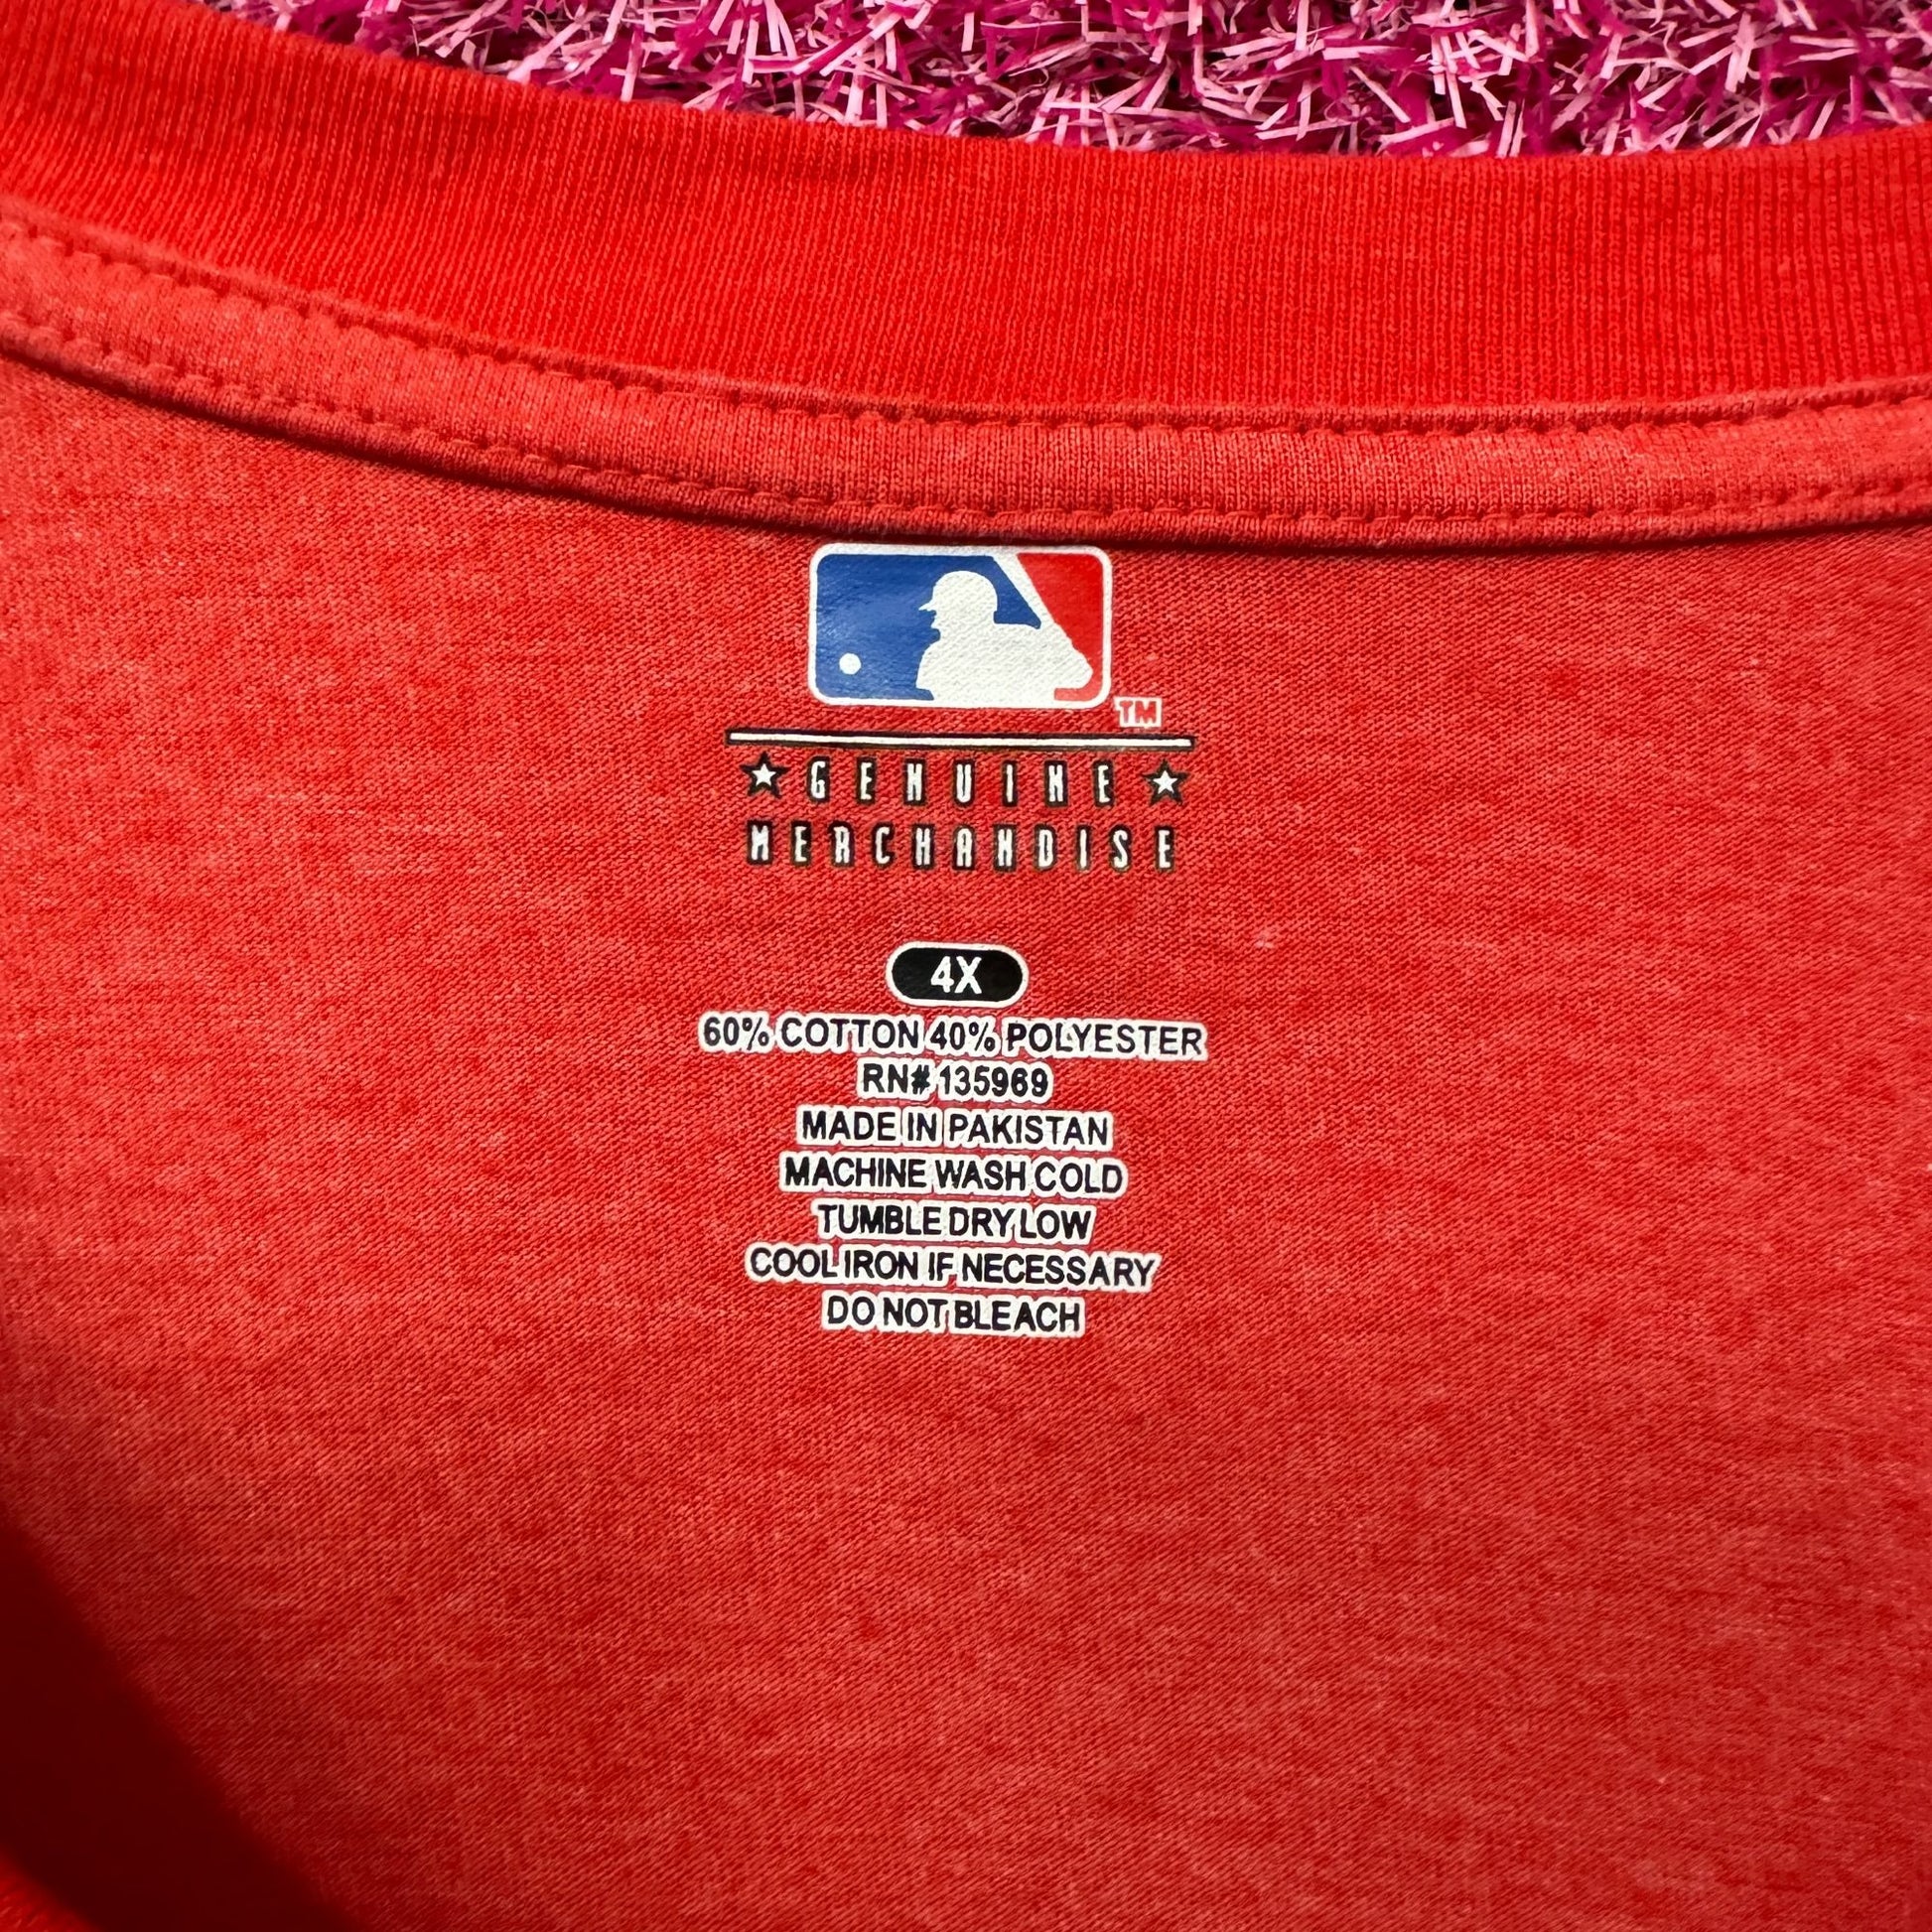 TM
GENUINE
MERCHANDISE
4X
60% COTTON 40% POLYESTER
RN# 135969
MADE IN PAKISTAN
MACHINE WASH COLD
TUMBLE DRY LOW
COOL IRON IF NECESSARY
DO NOT BLEACH